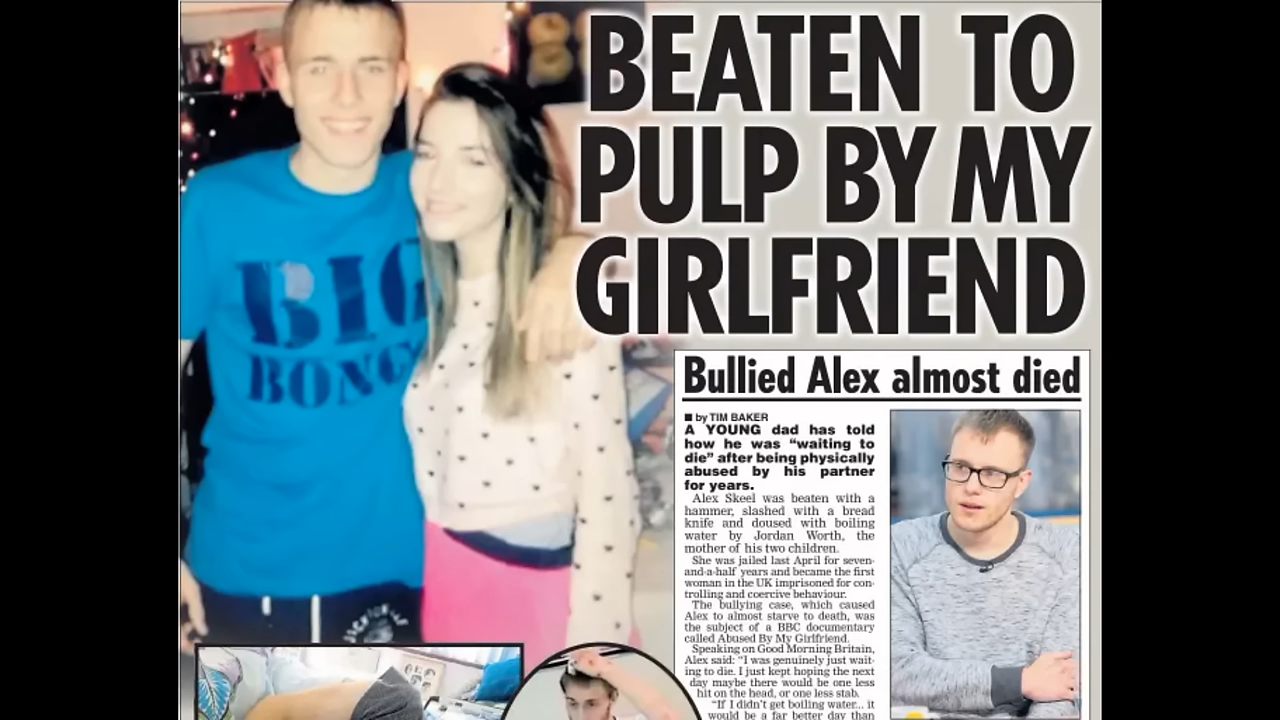 BEATEN TO
PULP BY MY
GIRLFRIEND
BIG
BONG
Bullied Alex almost died
■ by TIM BAKER
A YOUNG dad has told
how he was “waiting to
die” after being physically
abused by his partner
for years.
Alex Skeel was beaten with a
hammer, slashed with a bread
knife and doused with boiling
water by Jordan Worth, the
mother of his two children.
She was jailed last April for seven-
and-a-half years and became the first
woman in the UK imprisoned for con-
trolling and coercive behaviour.
The bullying case, which caused
Alex to almost starve to death, was
the subject of a BBC documentary
called Abused By My Girlfriend.
Speaking on Good Morning Britain,
Alex said: “I was genuinely just wait-
ing to die. I just kept hoping the next
day maybe there would be one less
hit on the head, or one less stab.
“If I didn’t get boiling water... it
would be a far better day than